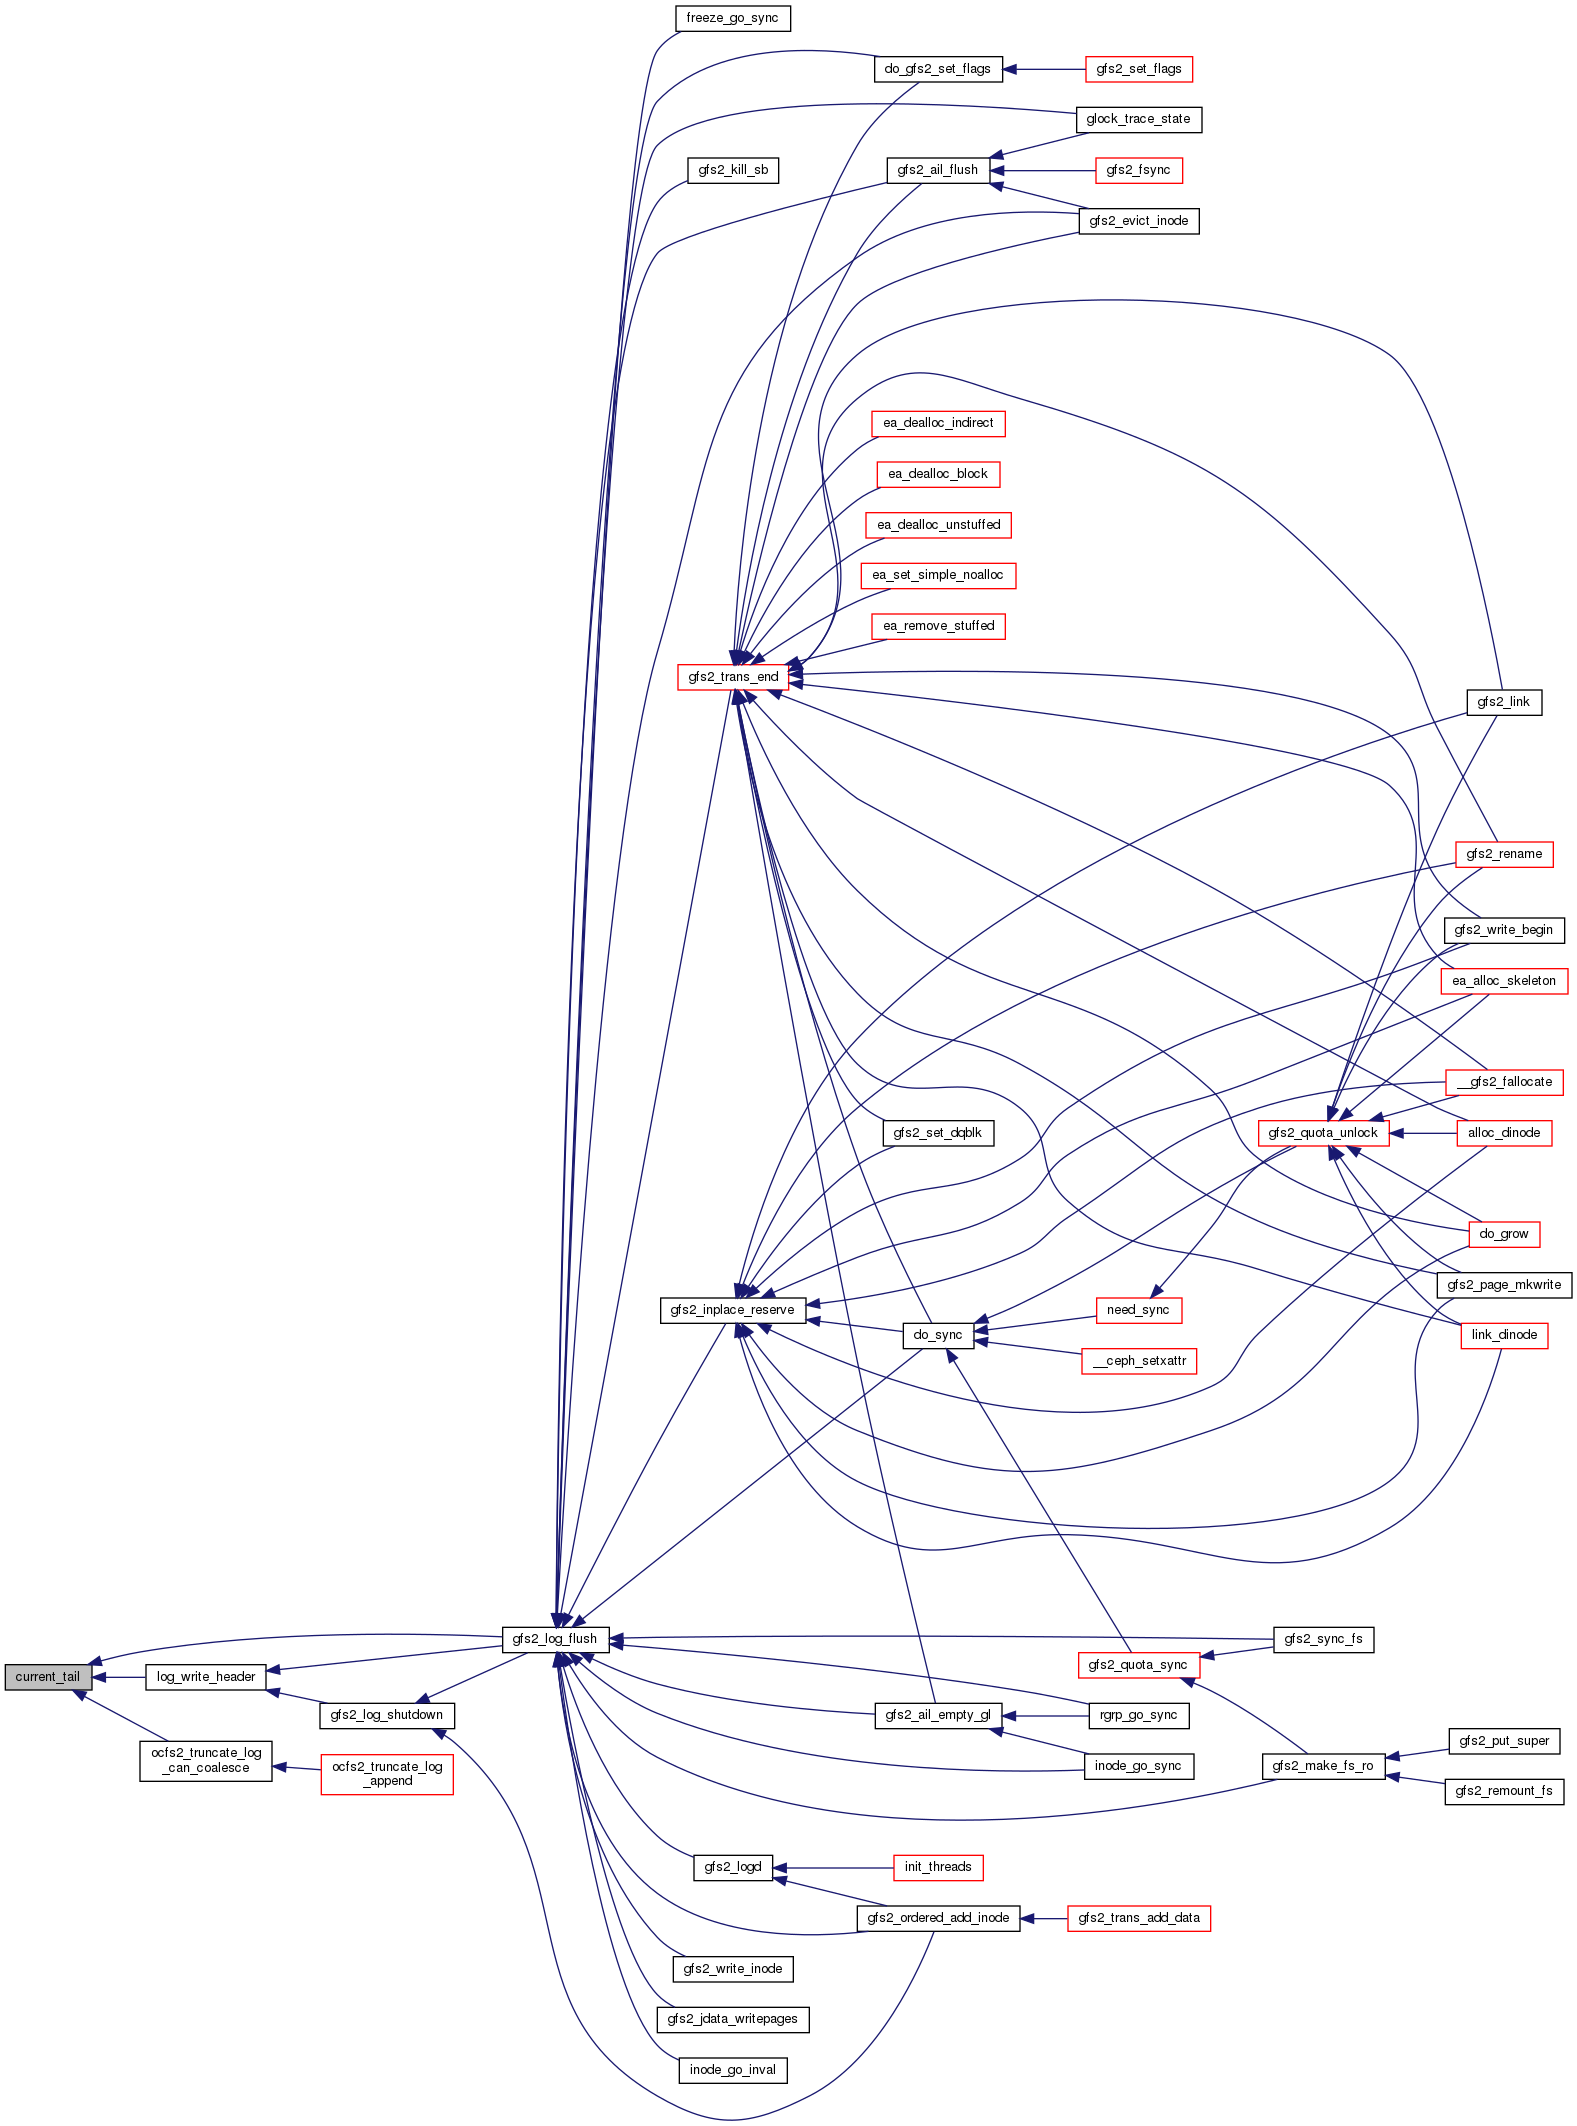 freeze_go_sync
do_gfs2_set_flags
gfs2_set_flags
glock_trace_state
gfs2_kill_sb
gfs2_ail_flush
gfs2_fsync
gfs2_evict_inode
ea_dealloc_indirect
ea_dealloc_block
ea_dealloc_unstuffed
ea_set_simple_noalloc
ea_remove_stuffed
gfs2_trans_end
gfs2_link
gfs2_rename
gfs2_write_begin
ea_alloc_skeleton
__gfs2_fallocate
gfs2_set_dqblk
gfs2_quota_unlock
alloc_dinode
do_grow
gfs2_page_mkwrite
gfs2_inplace_reserve
need_sync
do_sync
link_dinode
__ceph_setxattr
gfs2_log_flush
gfs2_sync_fs
current_tail
log_write_header
gfs2_quota_sync
gfs2_log_shutdown
gfs2_ail_empty_gl
rgrp_go_sync
gfs2_put_super
ocfs2_truncate_log
_can_coalesce
ocfs2_truncate_log
_append
inode_go_sync
gfs2_make_fs_ro
gfs2_remount_fs
gfs2_logd
init_threads
gfs2_ordered_add_inode
gfs2_trans_add_data
gfs2_write_inode
gfs2_jdata_writepages
inode_go_inval